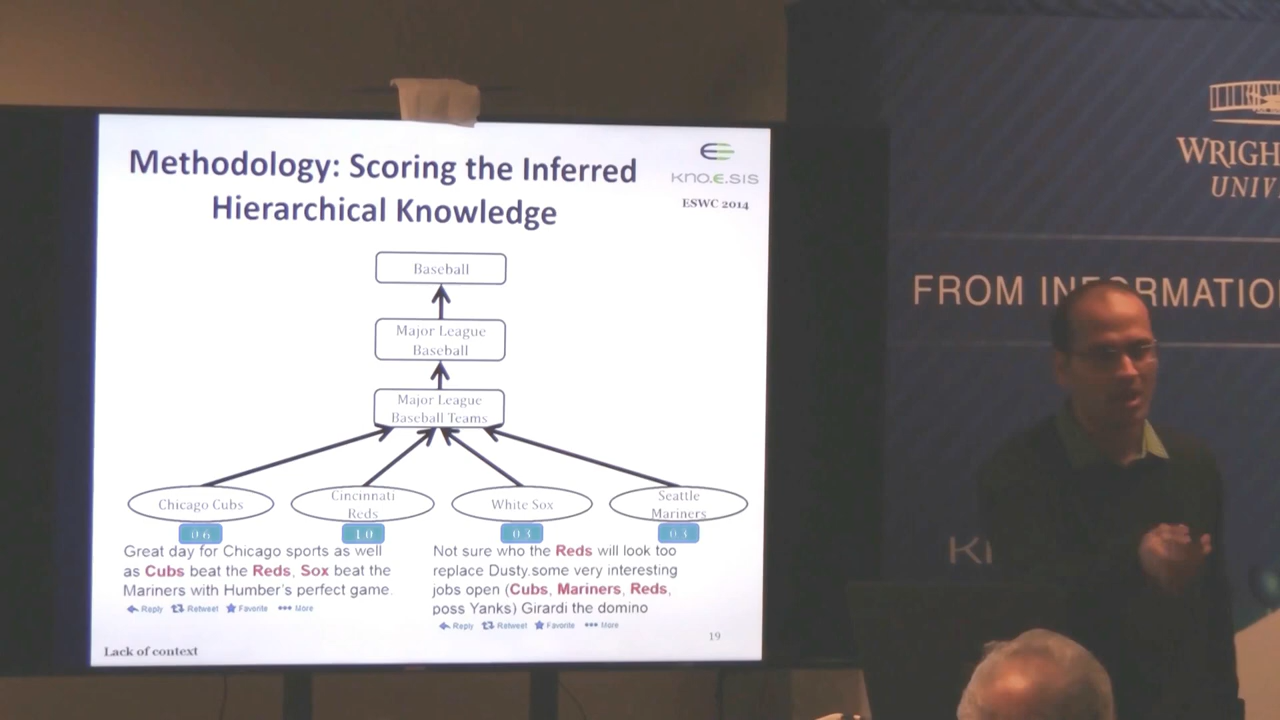 Methodology: Scoring the Inferred
Hierarchical Knowledge
kno.e.sis
ESWC 2014
Baseball
Major League
Baseball
Major League
Baseball Teams
Chicago Cubs
Cincinnati
Reds
White Sox
Seattle
Mariners
0.6
1.0
0.3
0.3
Great day for Chicago sports as well
as Cubs beat the Reds, Sox beat the
Mariners with Humber's perfect game.
Reply Retweet Favorite More
Not sure who the Reds will look too
replace Dusty.some very interesting
jobs open (Cubs, Mariners, Reds,
poss Yanks) Girardi the domino
Reply Retweet Favorite More
19
Lack of context
WRIGH
UNIV
FROM INFORMATIO